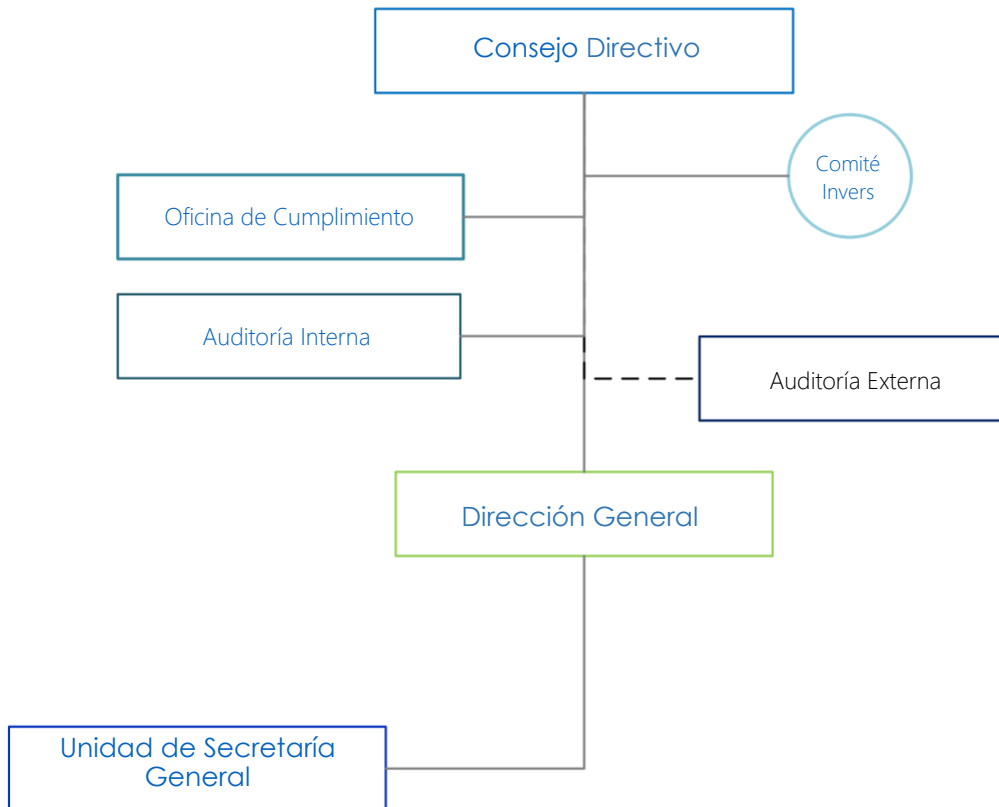 Consejo Directivo
Comité
Invers
Oficina de Cumplimiento
Auditoría Interna
Auditoría Externa
Dirección General
Unidad de Secretaría
General